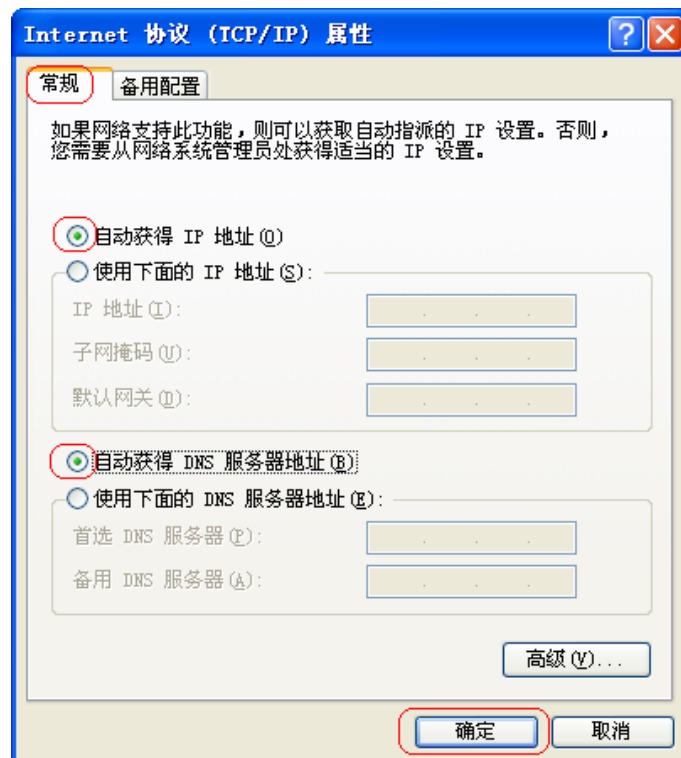 Internet 协议 (TCP/IP) 属性
常规 备用配置
如果网络支持此功能，则可以获取自动指派的 IP 设置。否则，
您需要从网络系统管理员处获得适当的 IP 设置。
自动获得 IP 地址(O)
使用下面的 IP 地址(S):
IP 地址(I):
子网掩码(U):
默认网关(D):
自动获得 DNS 服务器地址(B)
使用下面的 DNS 服务器地址(E):
首选 DNS 服务器(P):
备用 DNS 服务器(A):
高级(V)...
确定 取消